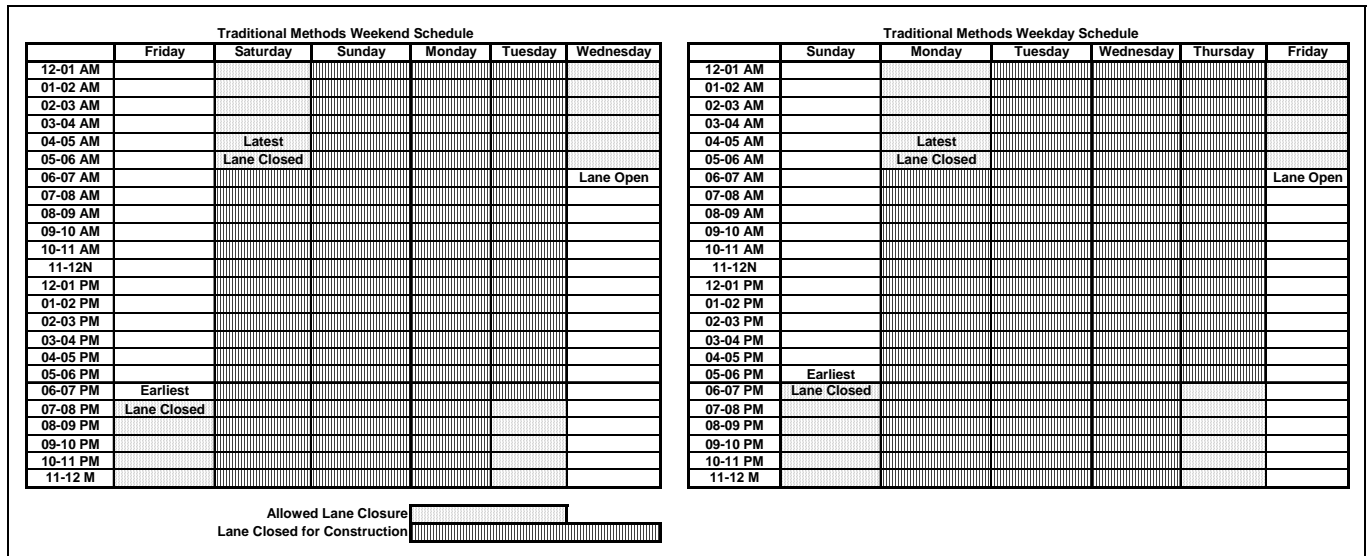 Traditional Methods Weekend Schedule
Friday Saturday Sunday Monday Tuesday Wednesday
12-01 AM
01-02 AM
02-03 AM
03-04 AM
04-05 AM Latest
05-06 AM Lane Closed
06-07 AM Lane Open
07-08 AM
08-09 AM
09-10 AM
10-11 AM
11-12N
12-01 PM
01-02 PM
02-03 PM
03-04 PM
04-05 PM
05-06 PM
06-07 PM Earliest
07-08 PM Lane Closed
08-09 PM
09-10 PM
10-11 PM
11-12 M
Traditional Methods Weekday Schedule
Sunday Monday Tuesday Wednesday Thursday Friday
12-01 AM
01-02 AM
02-03 AM
03-04 AM
04-05 AM Latest
05-06 AM Lane Closed
06-07 AM Lane Open
07-08 AM
08-09 AM
09-10 AM
10-11 AM
11-12N
12-01 PM
01-02 PM
02-03 PM
03-04 PM
04-05 PM
05-06 PM Earliest
06-07 PM Lane Closed
07-08 PM
08-09 PM
09-10 PM
10-11 PM
11-12 M
Allowed Lane Closure
Lane Closed for Construction